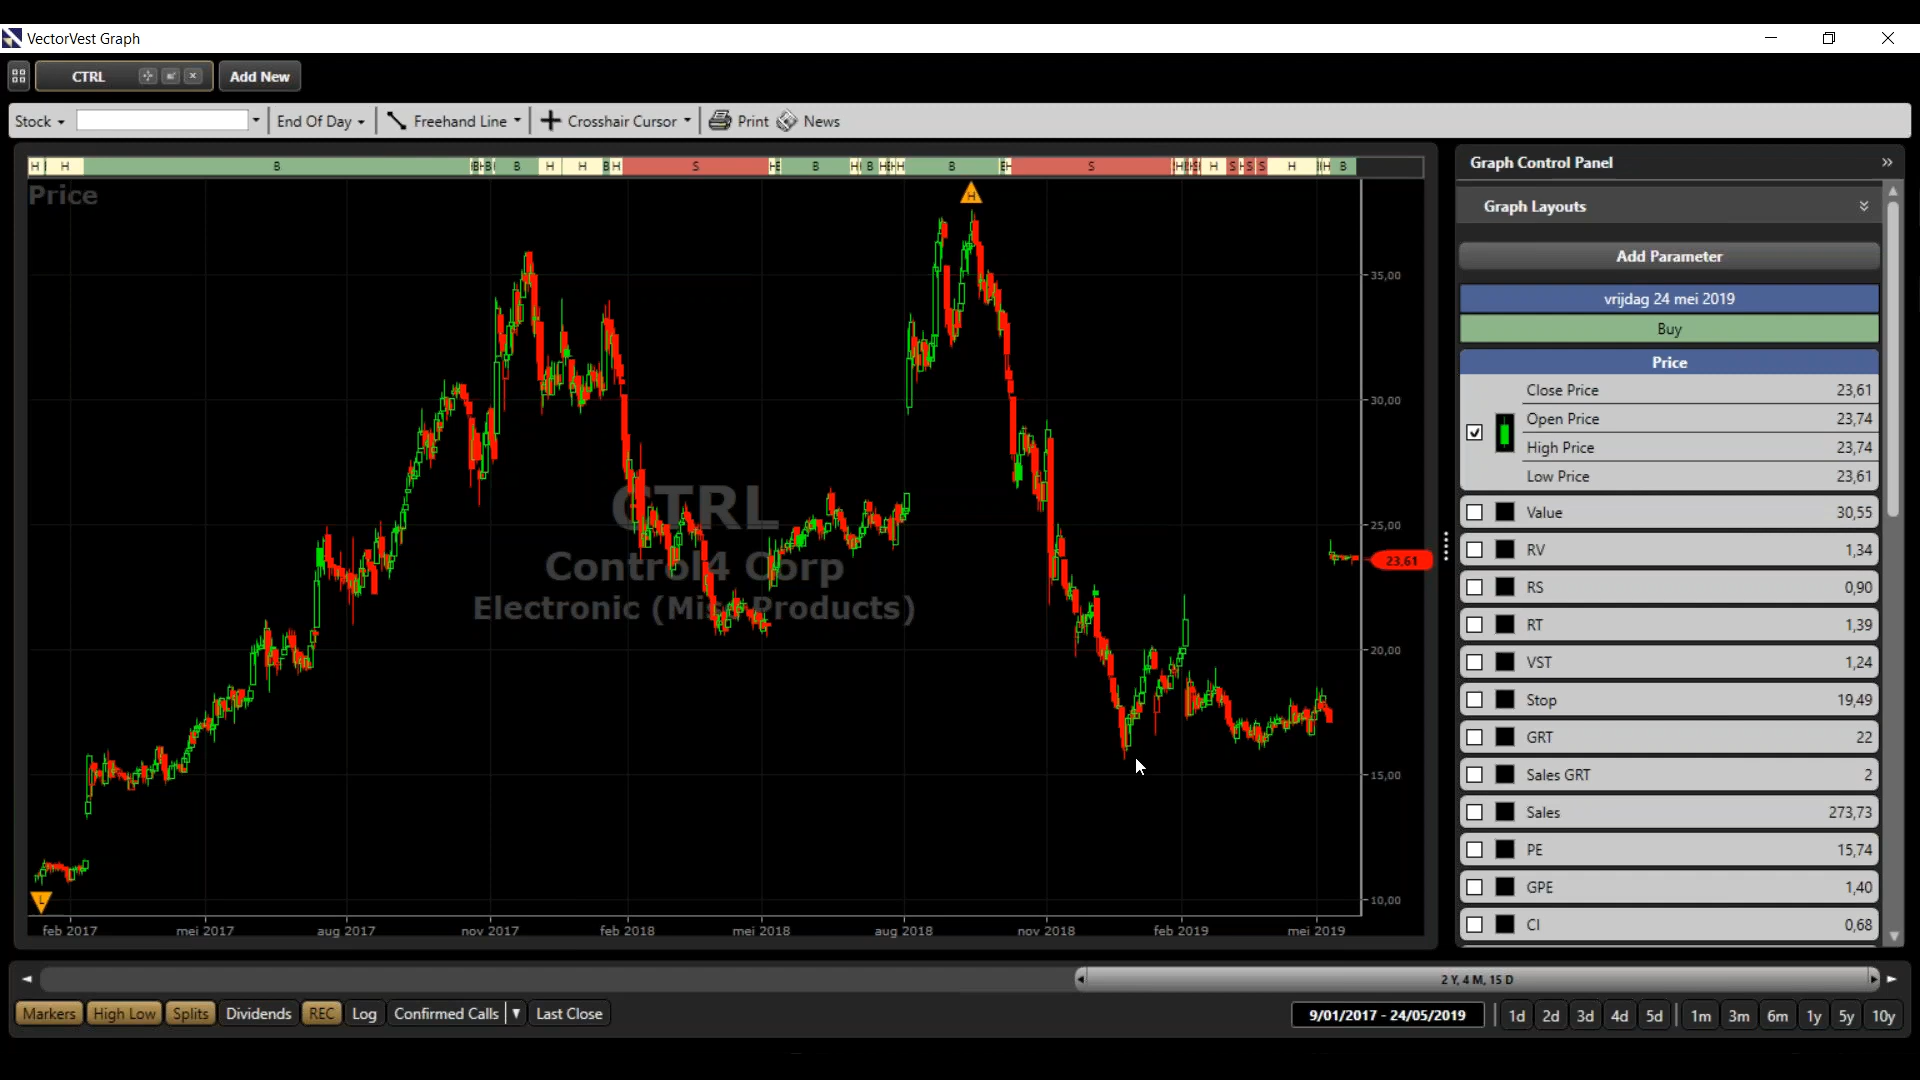 VectorVest Graph
CTRL Add New
Stock End Of Day Freehand Line Crosshair Cursor Print News
H H B B H B B H H B H S H B H B H H B H S H S H S H S S H H B
Price
H
L
CTRL
Control4 Corp
Electronic (Misc Products)
35,00
30,00
25,00
23,61
20,00
15,00
10,00
feb 2017 mei 2017 aug 2017 nov 2017 feb 2018 mei 2018 aug 2018 nov 2018 feb 2019 mei 2019
Graph Control Panel
Graph Layouts
Add Parameter
vrijdag 24 mei 2019
Buy
Price
Close Price 23,61
Open Price 23,74
High Price 23,74
Low Price 23,61
Value 30,55
RV 1,34
RS 0,90
RT 1,39
VST 1,24
Stop 19,49
GRT 22
Sales GRT 2
Sales 273,73
PE 15,74
GPE 1,40
CI 0,68
2 Y, 4 M, 15 D
Markers High Low Splits Dividends REC Log Confirmed Calls Last Close 9/01/2017 - 24/05/2019 1d 2d 3d 4d 5d 1m 3m 6m 1y 5y 10y